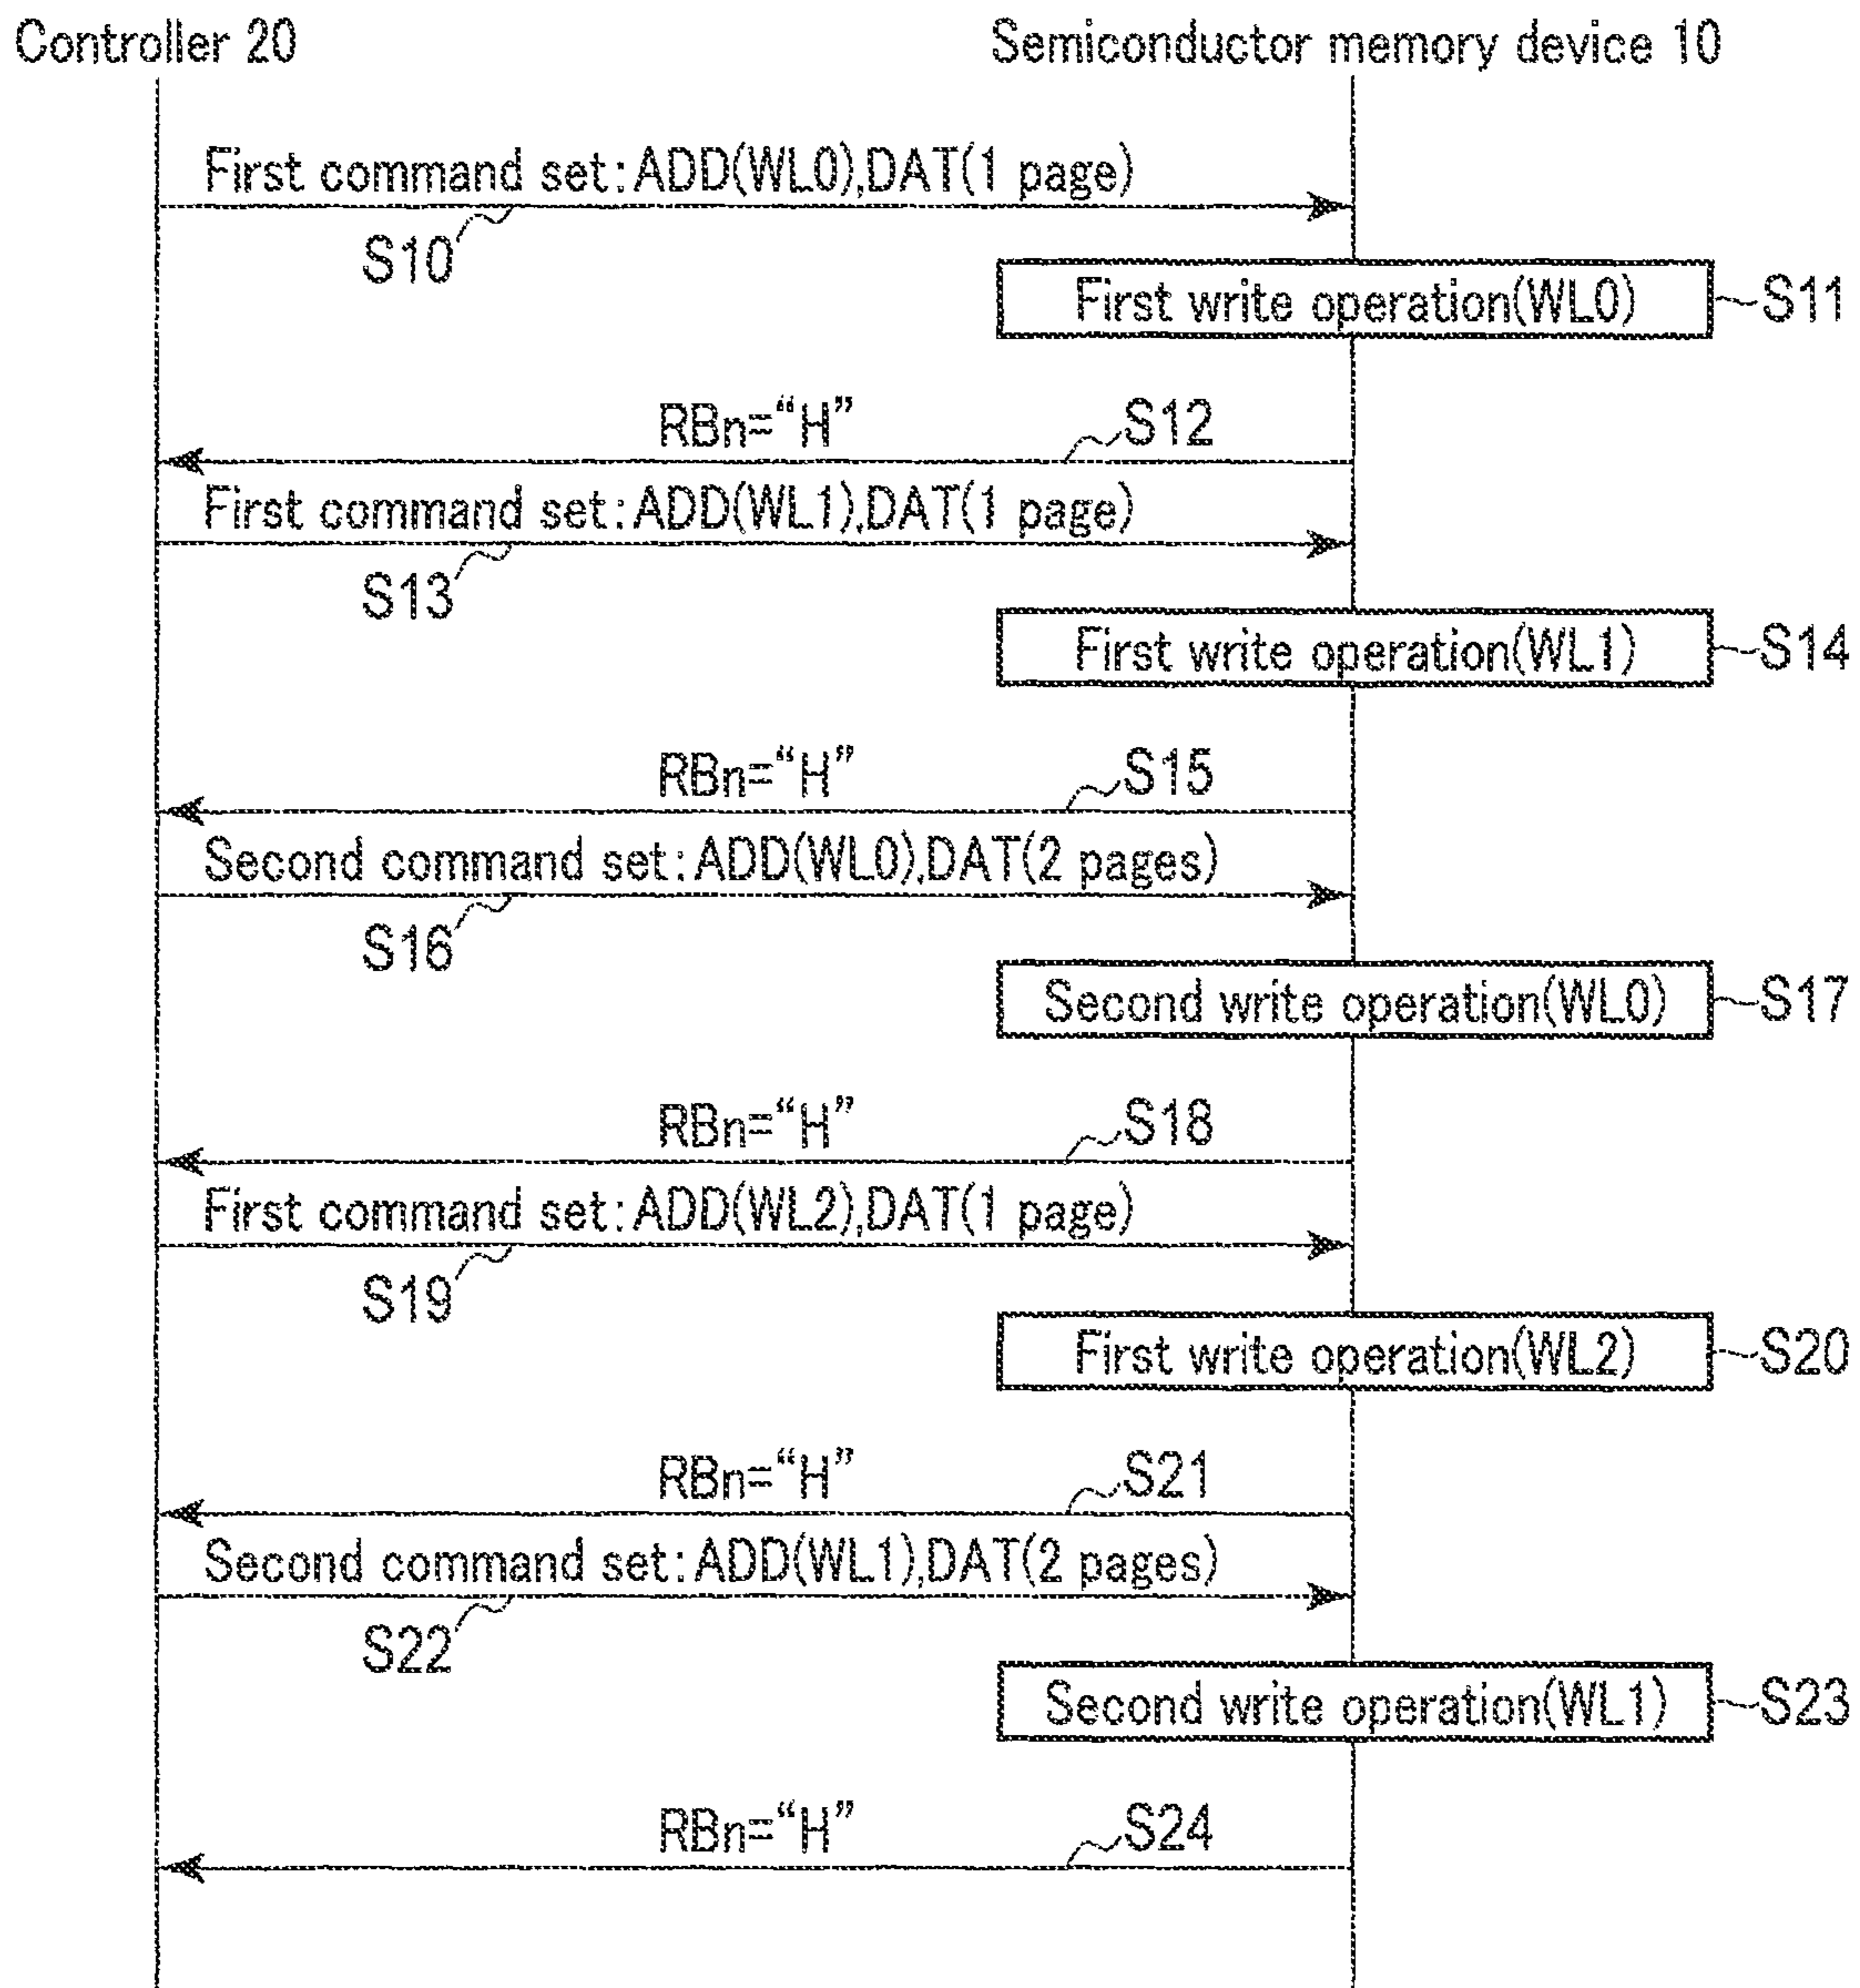 Controller 20
Semiconductor memory device 10
First command set:ADD(WL0),DAT(1 page)
S10
First write operation(WL0)
S11
RBn=“H”
S12
First command set:ADD(WL1),DAT(1 page)
S13
First write operation(WL1)
S14
RBn=“H”
S15
Second command set:ADD(WL0),DAT(2 pages)
S16
Second write operation(WL0)
S17
RBn=“H”
S18
First command set:ADD(WL2),DAT(1 page)
S19
First write operation(WL2)
S20
RBn=“H”
S21
Second command set:ADD(WL1),DAT(2 pages)
S22
Second write operation(WL1)
S23
RBn=“H”
S24